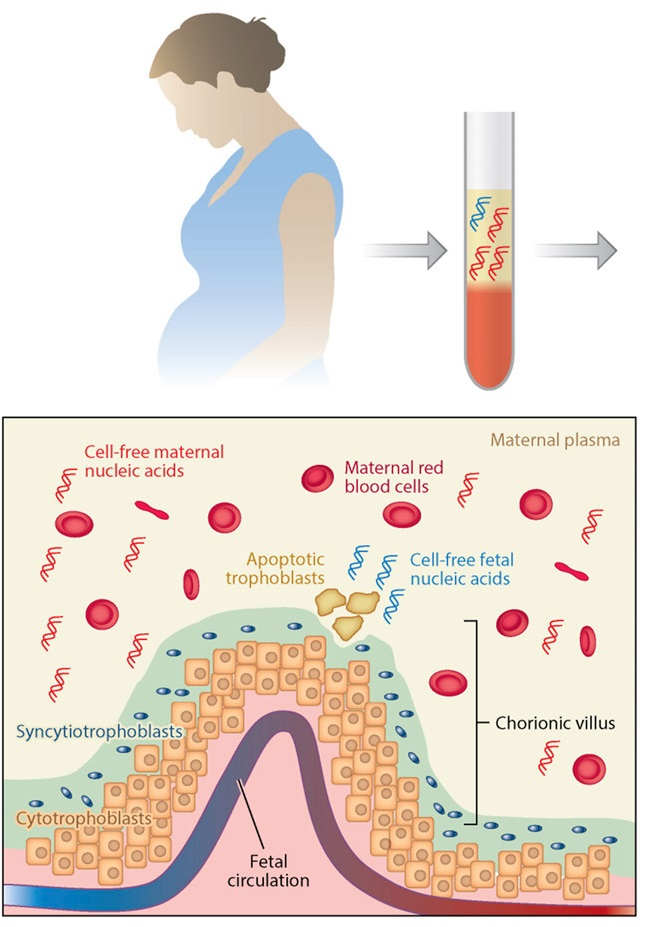 Maternal plasma
Cell-free maternal
nucleic acids
Maternal red
blood cells
Apoptotic
trophoblasts
Cell-free fetal
nucleic acids
Chorionic villus
Syncytiotrophoblasts
Cytotrophoblasts
Fetal
circulation